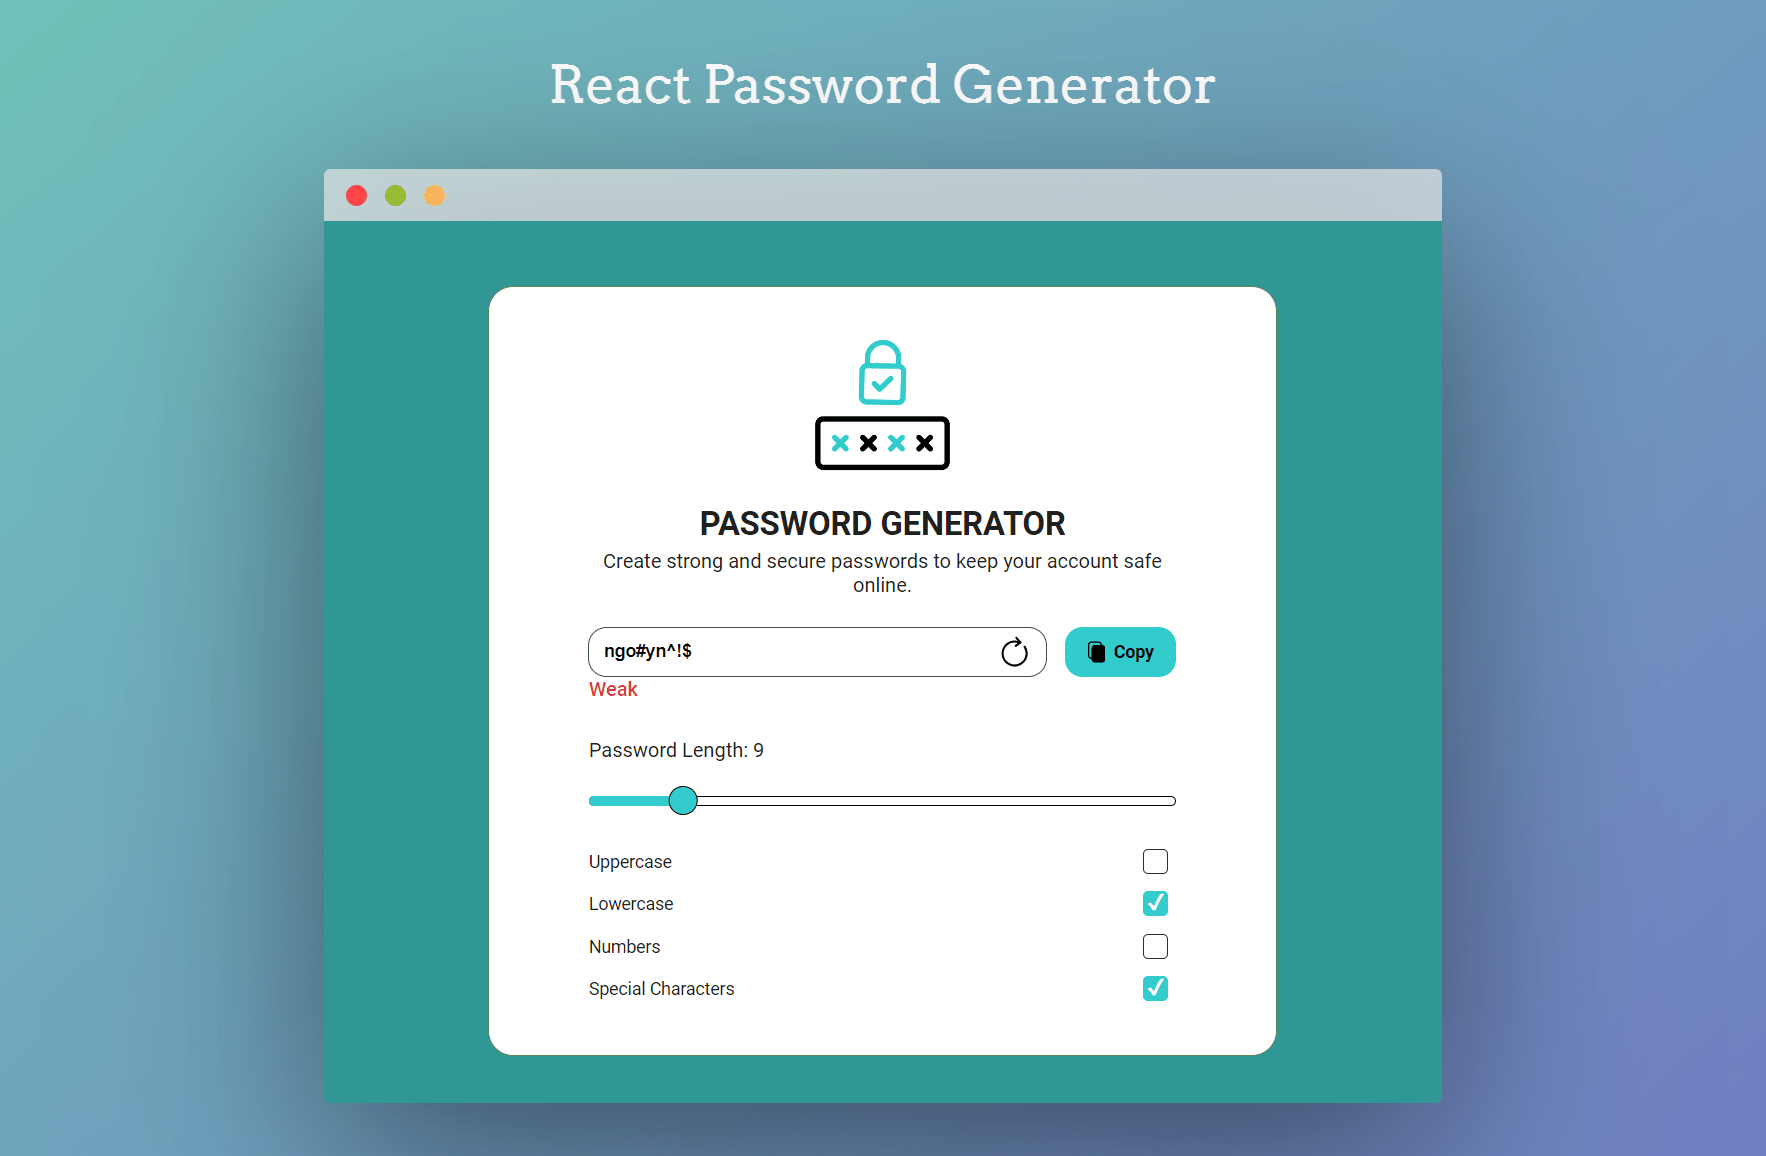 React Password Generator
PASSWORD GENERATOR
Create strong and secure passwords to keep your account safe
online.
ngo#yn^!$
Copy
Weak
Password Length: 9
Uppercase
Lowercase
Numbers
Special Characters